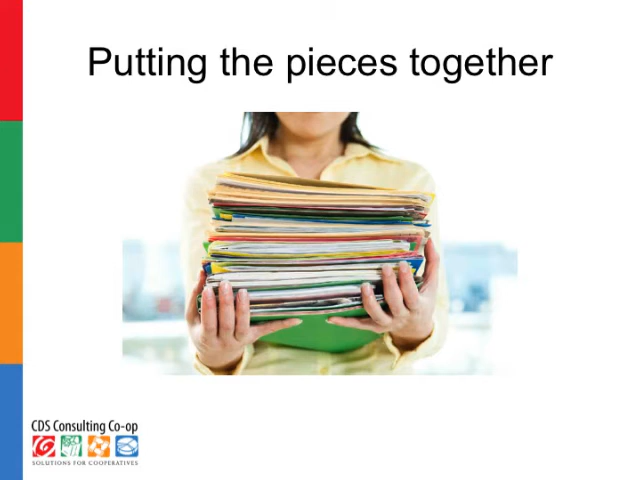 Putting the pieces together
CDS Consulting Co-op
SOLUTIONS FOR COOPERATIVES